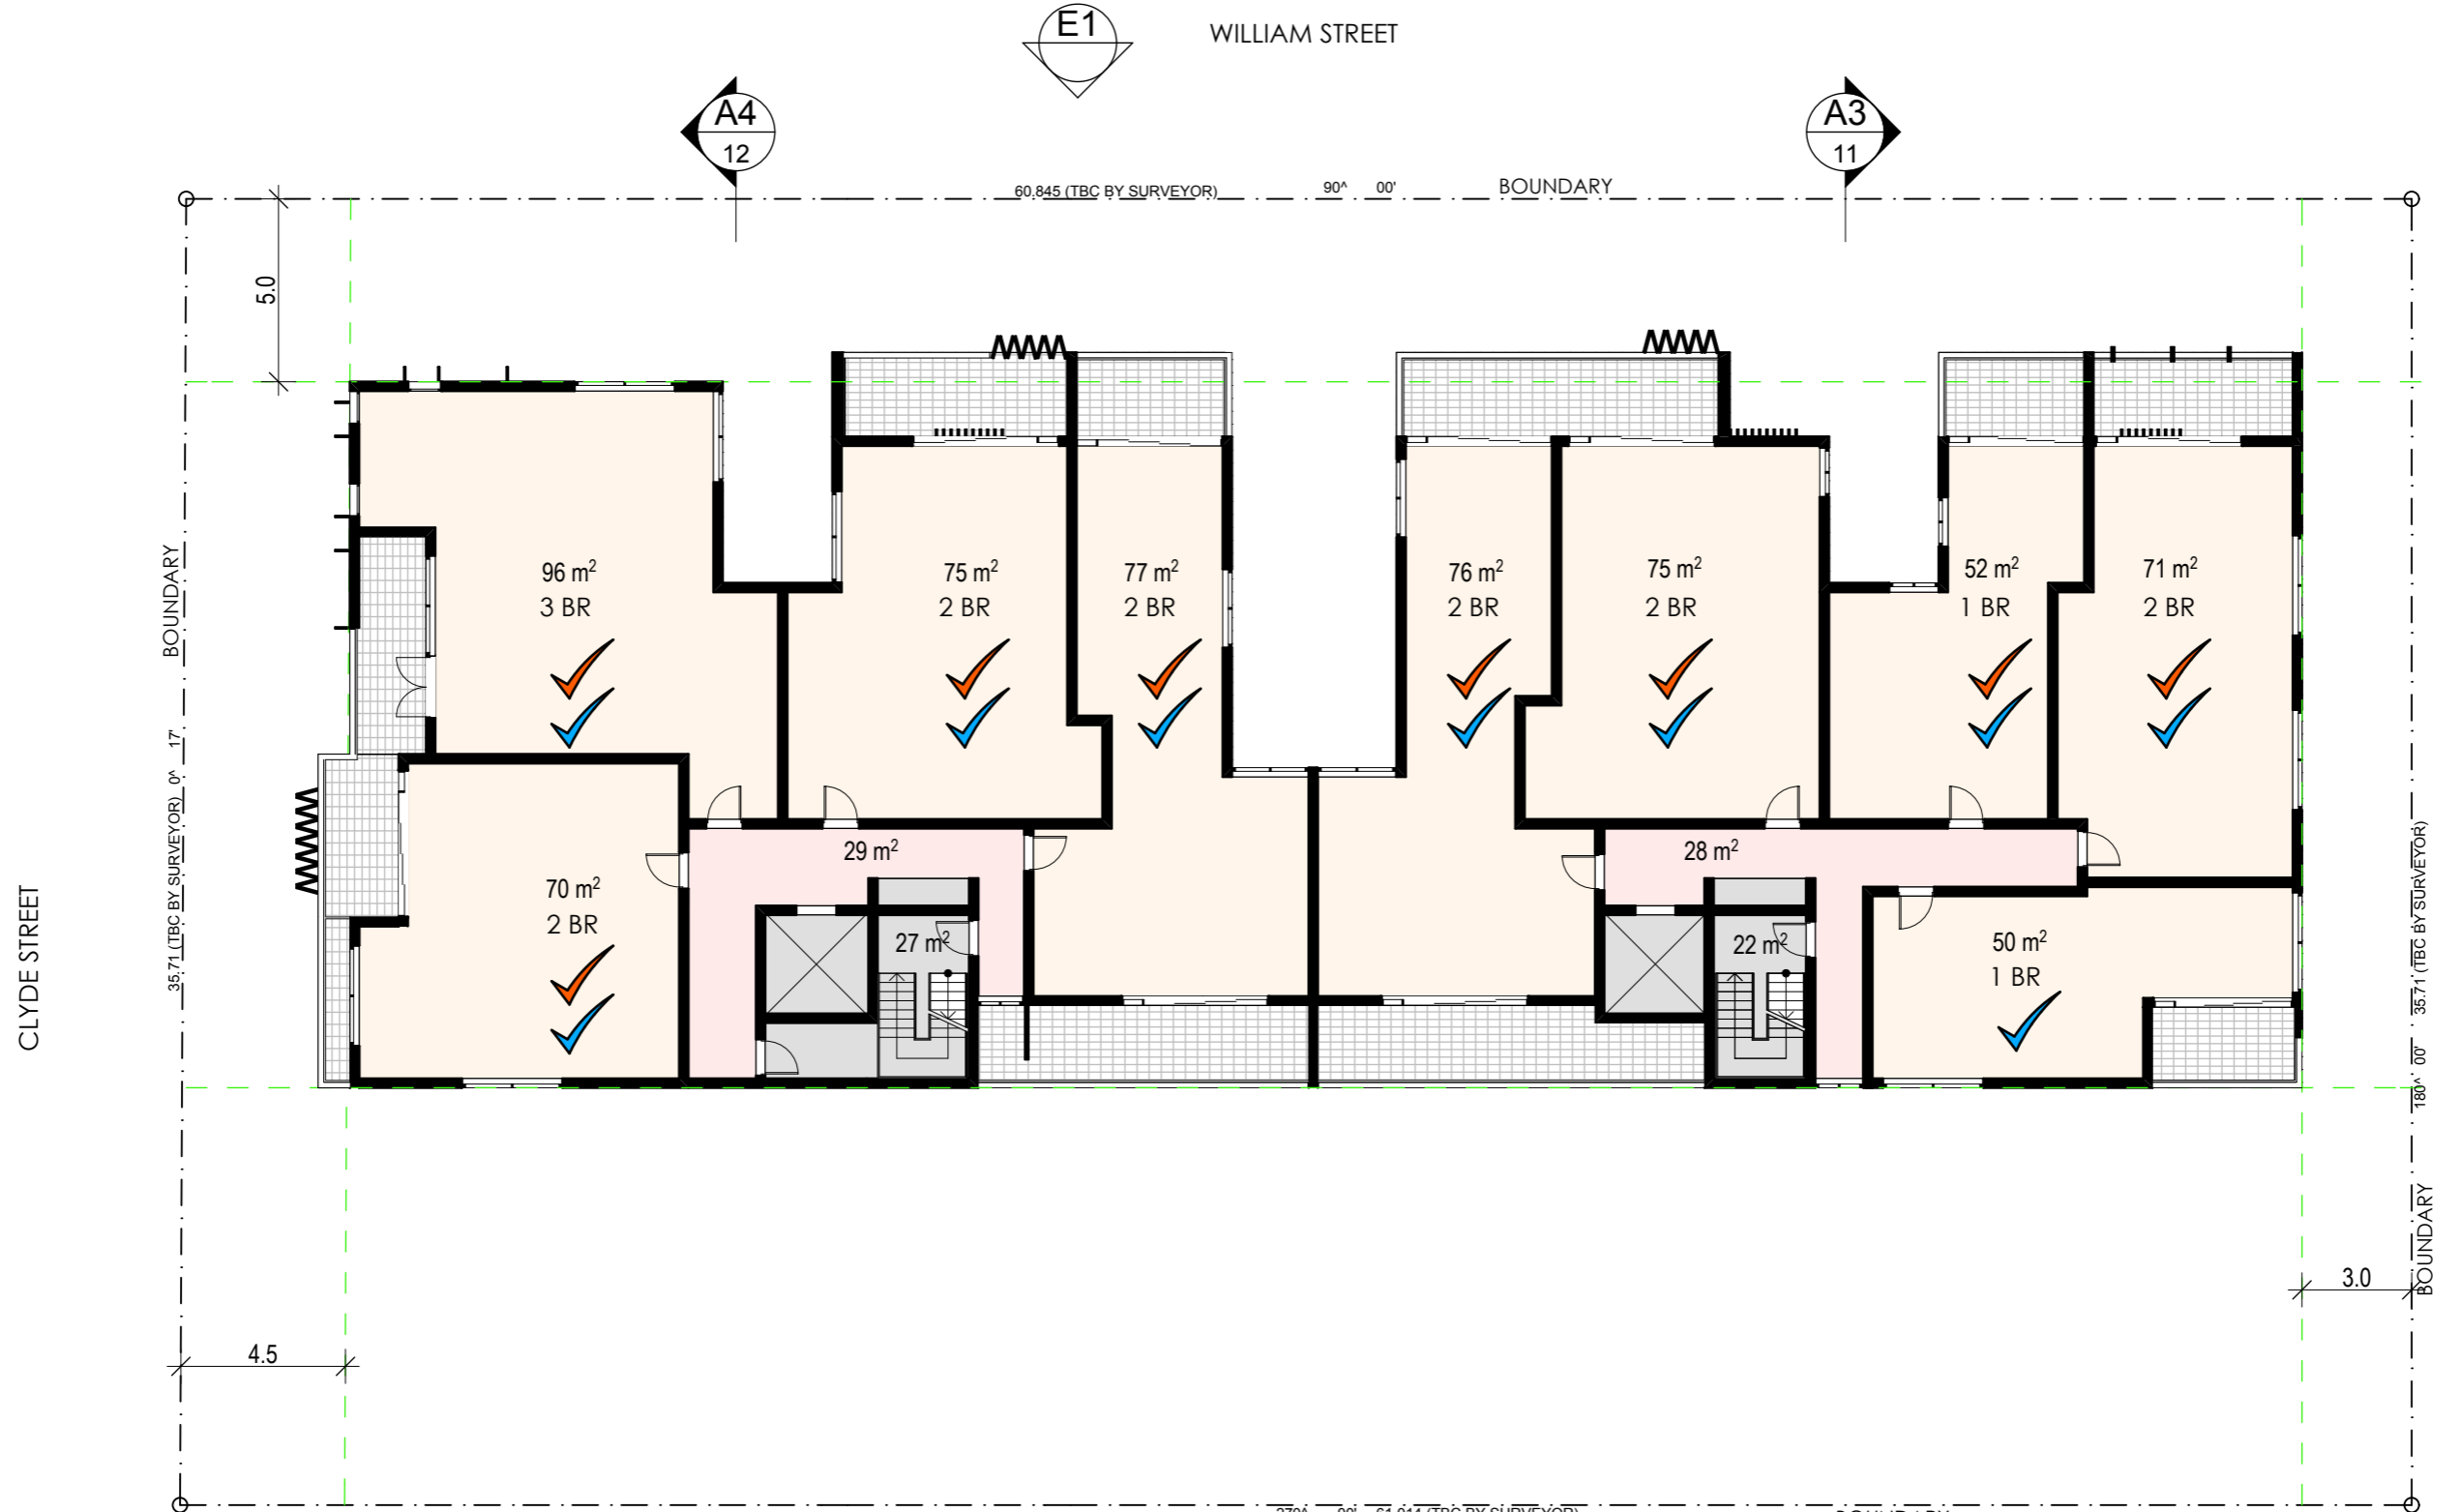 E1
WILLIAM STREET
A4
12
A3
11
60.845 (TBC BY SURVEYOR) 90^ 00' BOUNDARY
5.0
BOUNDARY
35.71 (TBC BY SURVEYOR) 0^ 17'
CLYDE STREET
96 m²
3 BR
75 m²
2 BR
77 m²
2 BR
76 m²
2 BR
75 m²
2 BR
52 m²
1 BR
71 m²
2 BR
29 m²
28 m²
70 m²
2 BR
27 m²
22 m²
50 m²
1 BR
180^ 00' 35.71 (TBC BY SURVEYOR)
BOUNDARY
3.0
4.5